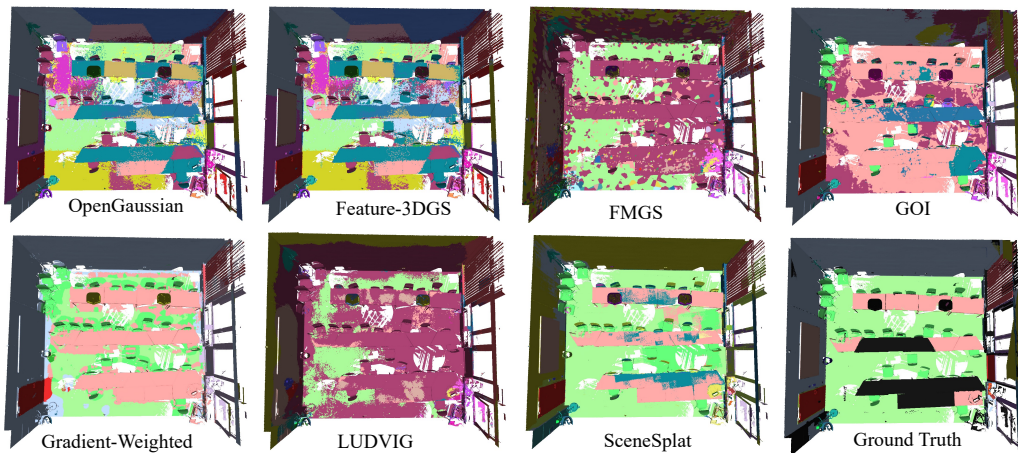 OpenGaussian
Feature-3DGS
FMGS
GOI
Gradient-Weighted
LUDVIG
SceneSplat
Ground Truth